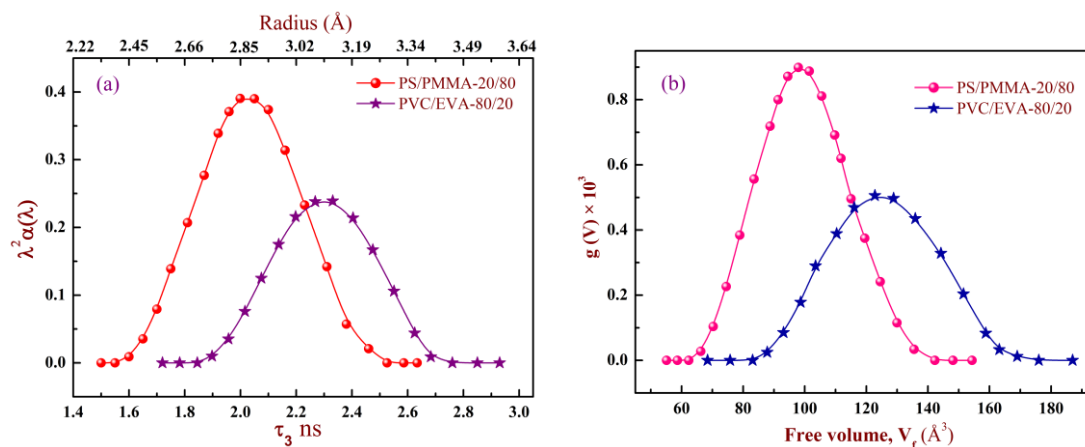 Radius (Å)
2.22 2.45 2.66 2.85 3.02 3.19 3.34 3.49 3.64
(a)
PS/PMMA-20/80
PVC/EVA-80/20
λ²α(λ)
0.4
0.3
0.2
0.1
0.0
1.4 1.6 1.8 2.0 2.2 2.4 2.6 2.8 3.0
τ₃ ns
(b)
PS/PMMA-20/80
PVC/EVA-80/20
g (V) × 10³
0.8
0.6
0.4
0.2
0.0
60 80 100 120 140 160 180
Free volume, V_f (Å³)